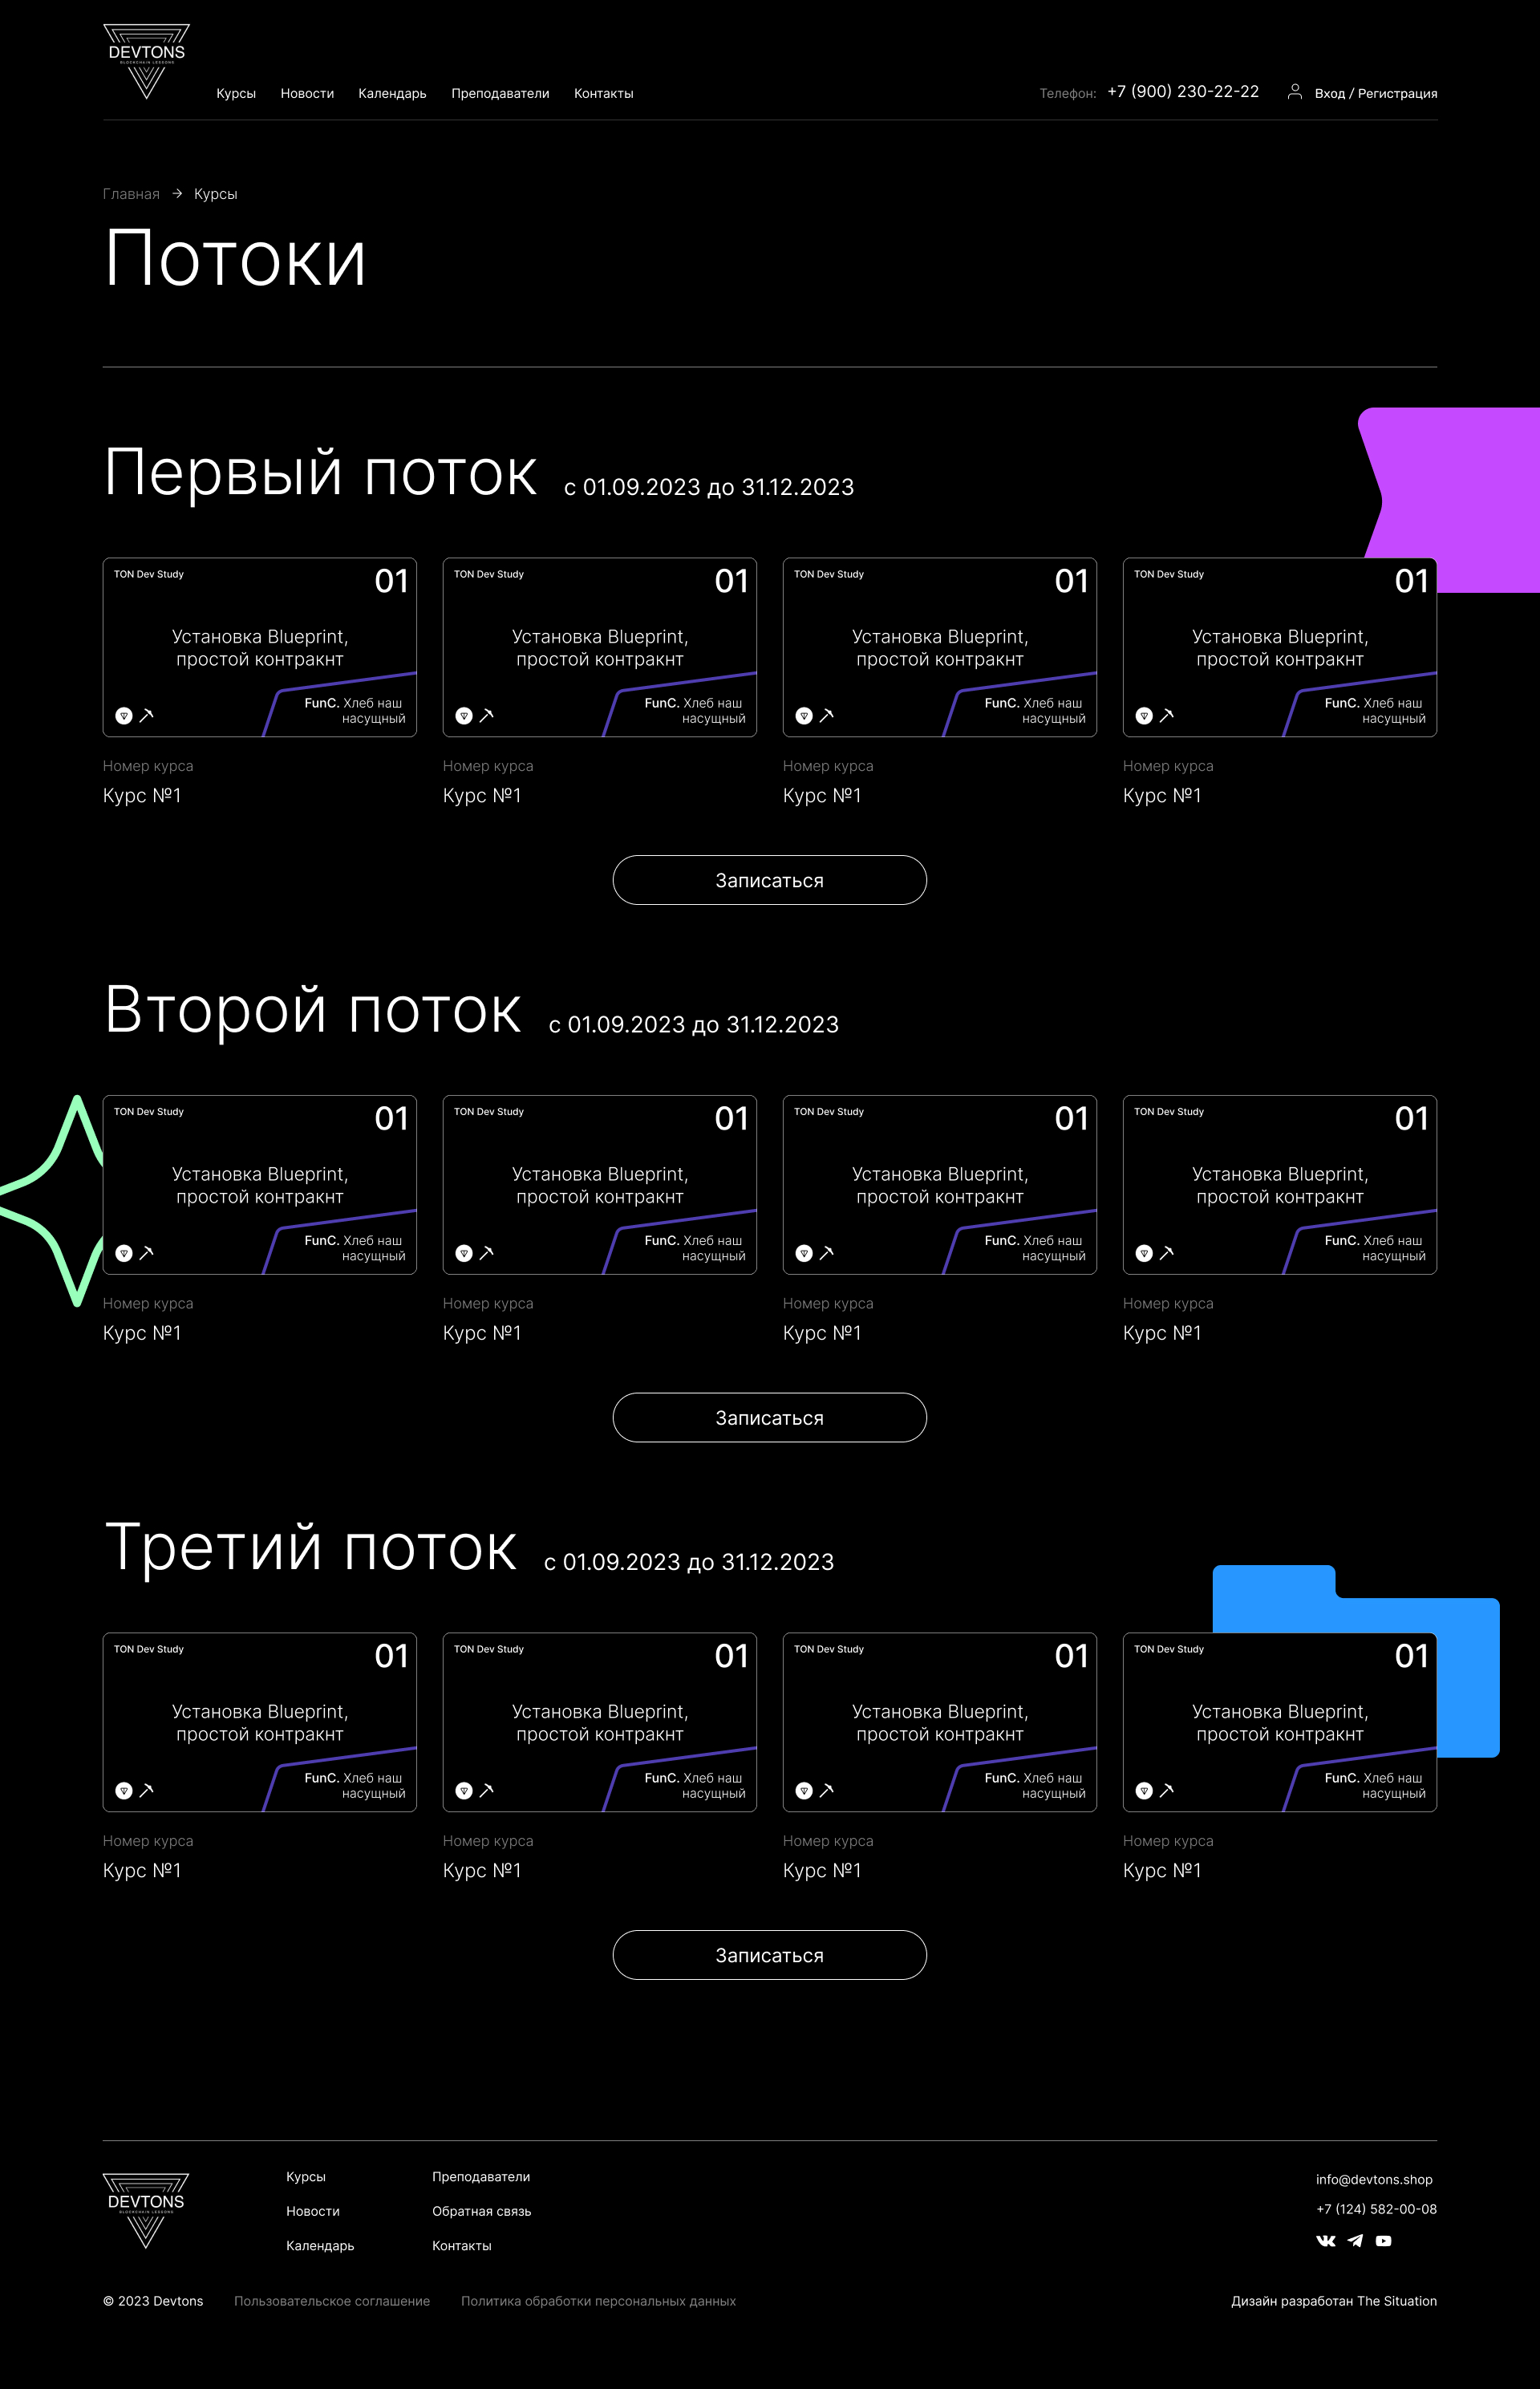 DEVTONS
BLOCKCHAIN LESSONS
Курсы Новости Календарь Преподаватели Контакты
Телефон: +7 (900) 230-22-22 Вход / Регистрация
Главная → Курсы
Потоки
Первый поток с 01.09.2023 до 31.12.2023
TON Dev Study 01
Установка Blueprint,
простой контракнт
FunC. Хлеб наш
насущный
Номер курса
Курс №1
TON Dev Study 01
Установка Blueprint,
простой контракнт
FunC. Хлеб наш
насущный
Номер курса
Курс №1
TON Dev Study 01
Установка Blueprint,
простой контракнт
FunC. Хлеб наш
насущный
Номер курса
Курс №1
TON Dev Study 01
Установка Blueprint,
простой контракнт
FunC. Хлеб наш
насущный
Номер курса
Курс №1
Записаться
Второй поток с 01.09.2023 до 31.12.2023
TON Dev Study 01
Установка Blueprint,
простой контракнт
FunC. Хлеб наш
насущный
Номер курса
Курс №1
TON Dev Study 01
Установка Blueprint,
простой контракнт
FunC. Хлеб наш
насущный
Номер курса
Курс №1
TON Dev Study 01
Установка Blueprint,
простой контракнт
FunC. Хлеб наш
насущный
Номер курса
Курс №1
TON Dev Study 01
Установка Blueprint,
простой контракнт
FunC. Хлеб наш
насущный
Номер курса
Курс №1
Записаться
Третий поток с 01.09.2023 до 31.12.2023
TON Dev Study 01
Установка Blueprint,
простой контракнт
FunC. Хлеб наш
насущный
Номер курса
Курс №1
TON Dev Study 01
Установка Blueprint,
простой контракнт
FunC. Хлеб наш
насущный
Номер курса
Курс №1
TON Dev Study 01
Установка Blueprint,
простой контракнт
FunC. Хлеб наш
насущный
Номер курса
Курс №1
TON Dev Study 01
Установка Blueprint,
простой контракнт
FunC. Хлеб наш
насущный
Номер курса
Курс №1
Записаться
DEVTONS
BLOCKCHAIN LESSONS
Курсы
Новости
Календарь
Преподаватели
Обратная связь
Контакты
info@devtons.shop
+7 (124) 582-00-08
© 2023 Devtons Пользовательское соглашение Политика обработки персональных данных Дизайн разработан The Situation